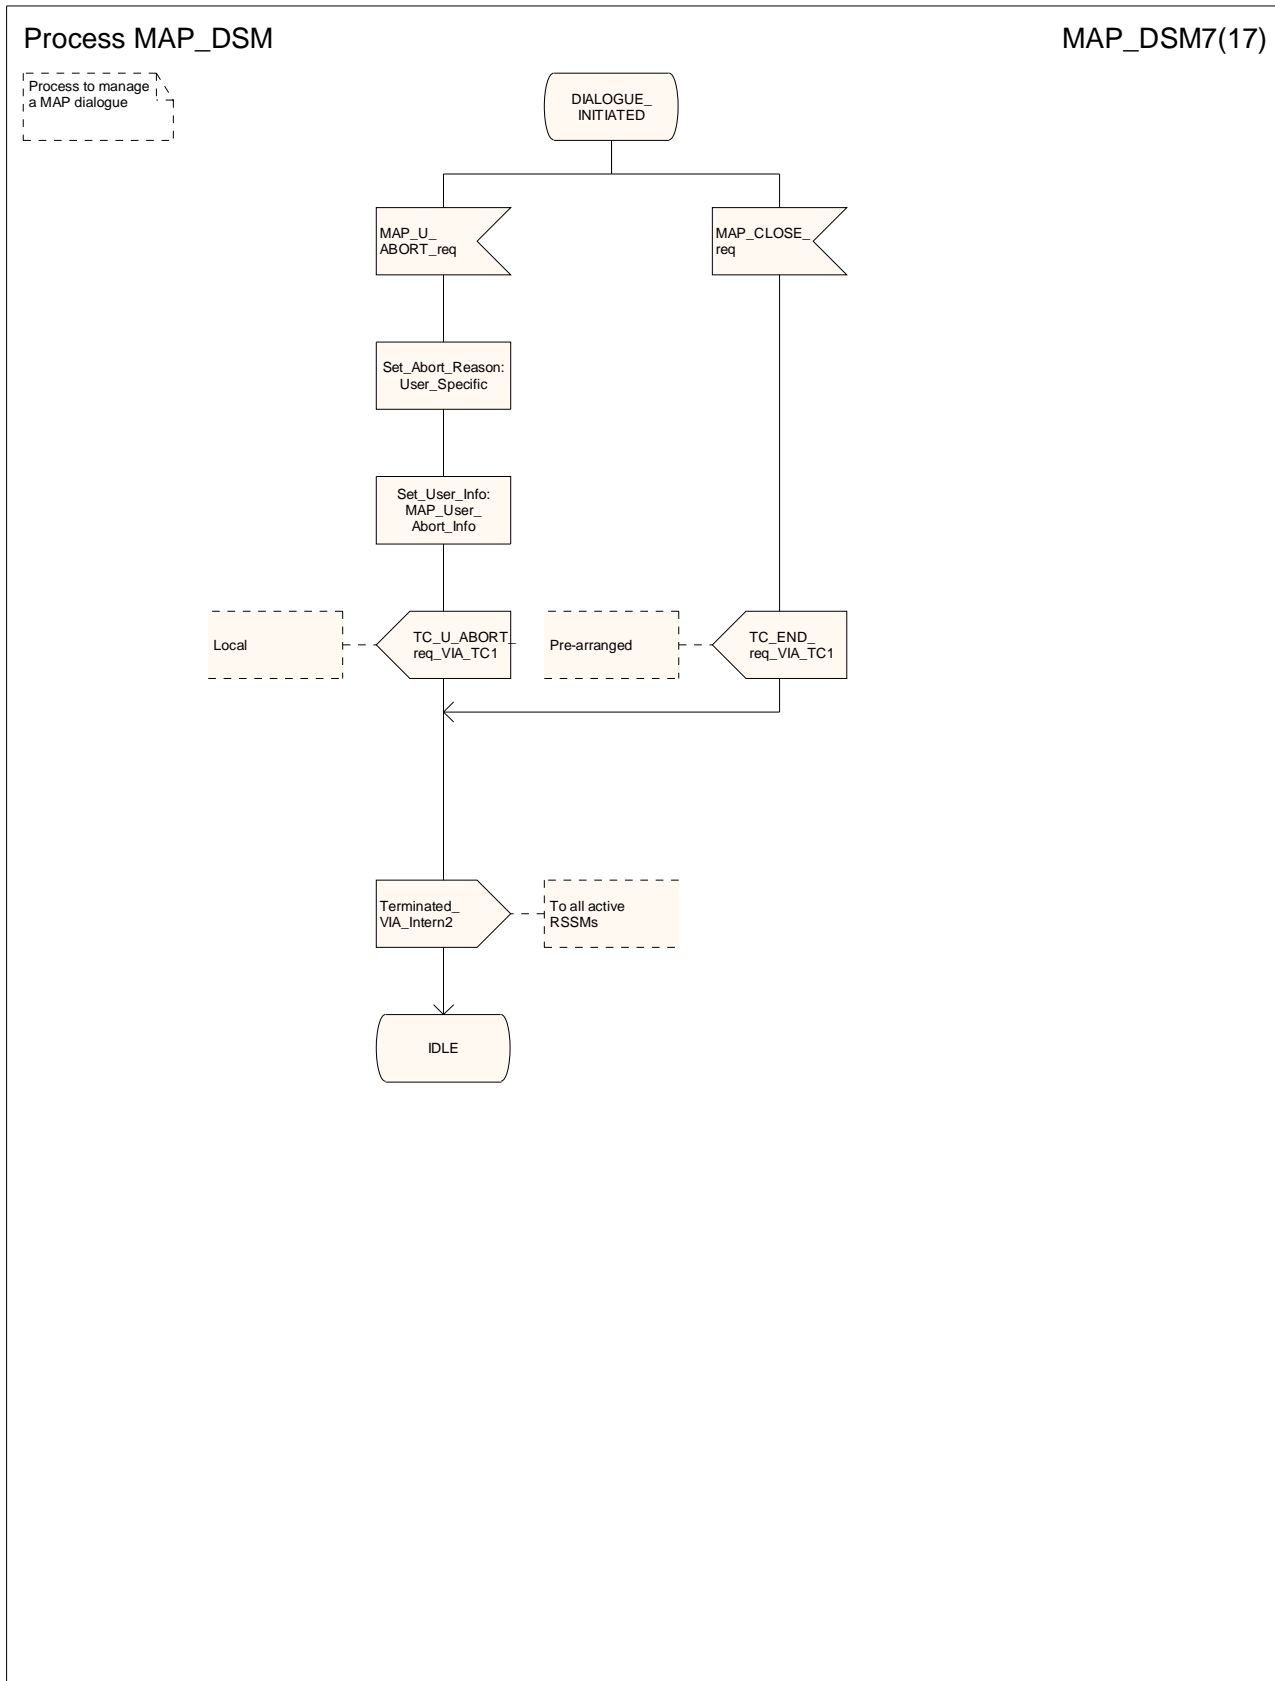 Process MAP_DSM
MAP_DSM7(17)
Process to manage
a MAP dialogue
DIALOGUE_
INITIATED
MAP_U_
ABORT_req
MAP_CLOSE_
req
Set_Abort_Reason:
User_Specific
Set_User_Info:
MAP_User_
Abort_Info
Local
TC_U_ABORT_
req_VIA_TC1
Pre-arranged
TC_END_
req_VIA_TC1
Terminated_
VIA_Intern2
To all active
RSSMs
IDLE